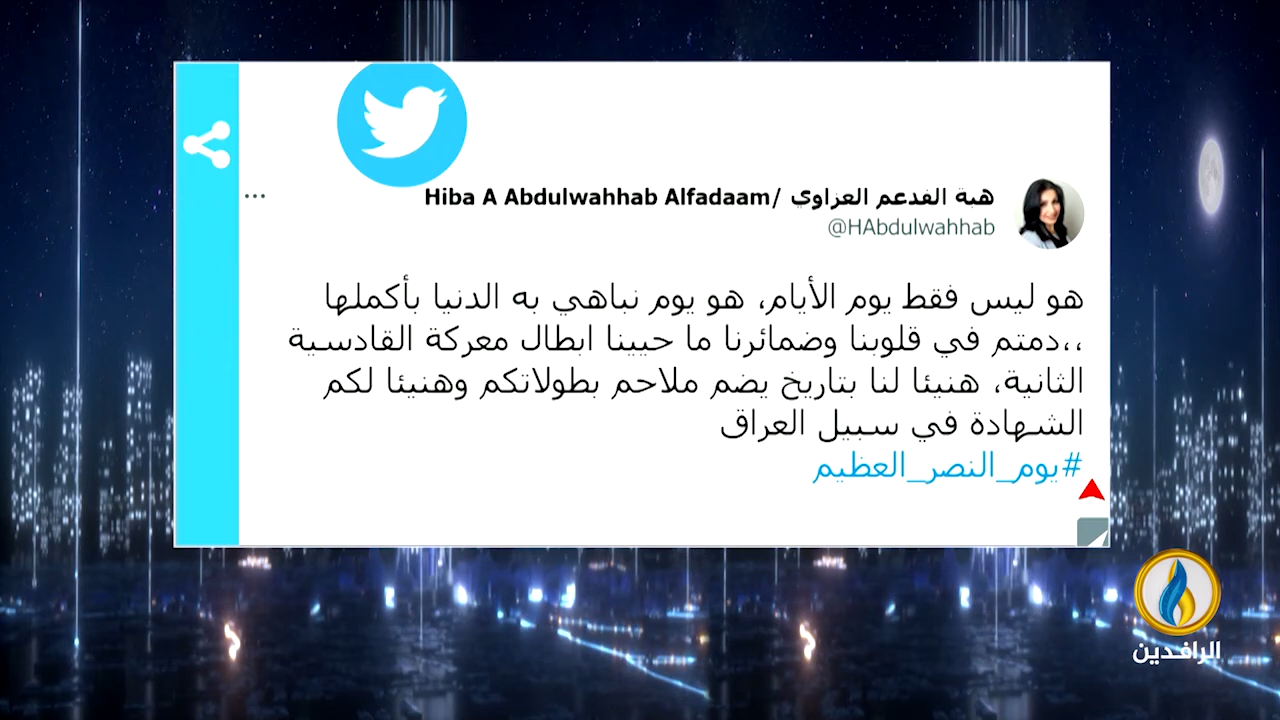 هبة الفدعم العزاوي /Hiba A Abdulwahhab Alfadaam
@HAbdulwahhab
هو ليس فقط يوم الأيام، هو يوم نباهي به الدنيا بأكملها
،،دمتم في قلوبنا وضمائرنا ما حيينا ابطال معركة القادسية
الثانية، هنيئا لنا بتاريخ يضم ملاحم بطولاتكم وهنيئا لكم
الشهادة في سبيل العراق
#يوم_النصر_العظيم
الرافدين